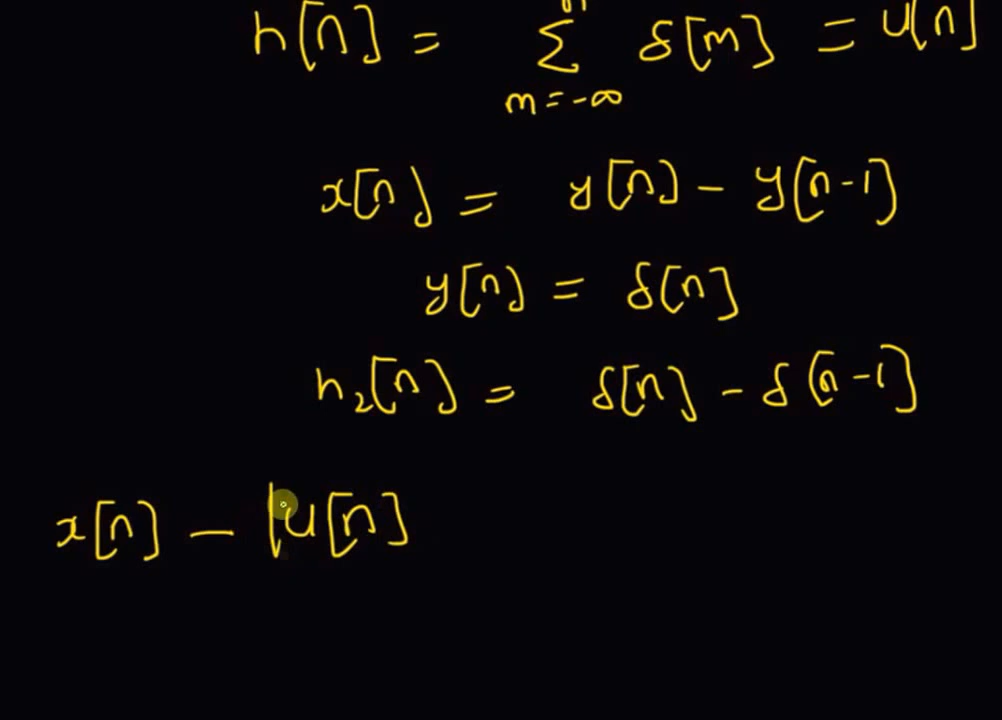 h[n] = Σ δ[m] = u[n]
m = -∞
x[n] = y[n] - y[n-1]
y[n] = δ[n]
h₂[n] = δ[n] - δ[n-1]
x[n] — |u[n]